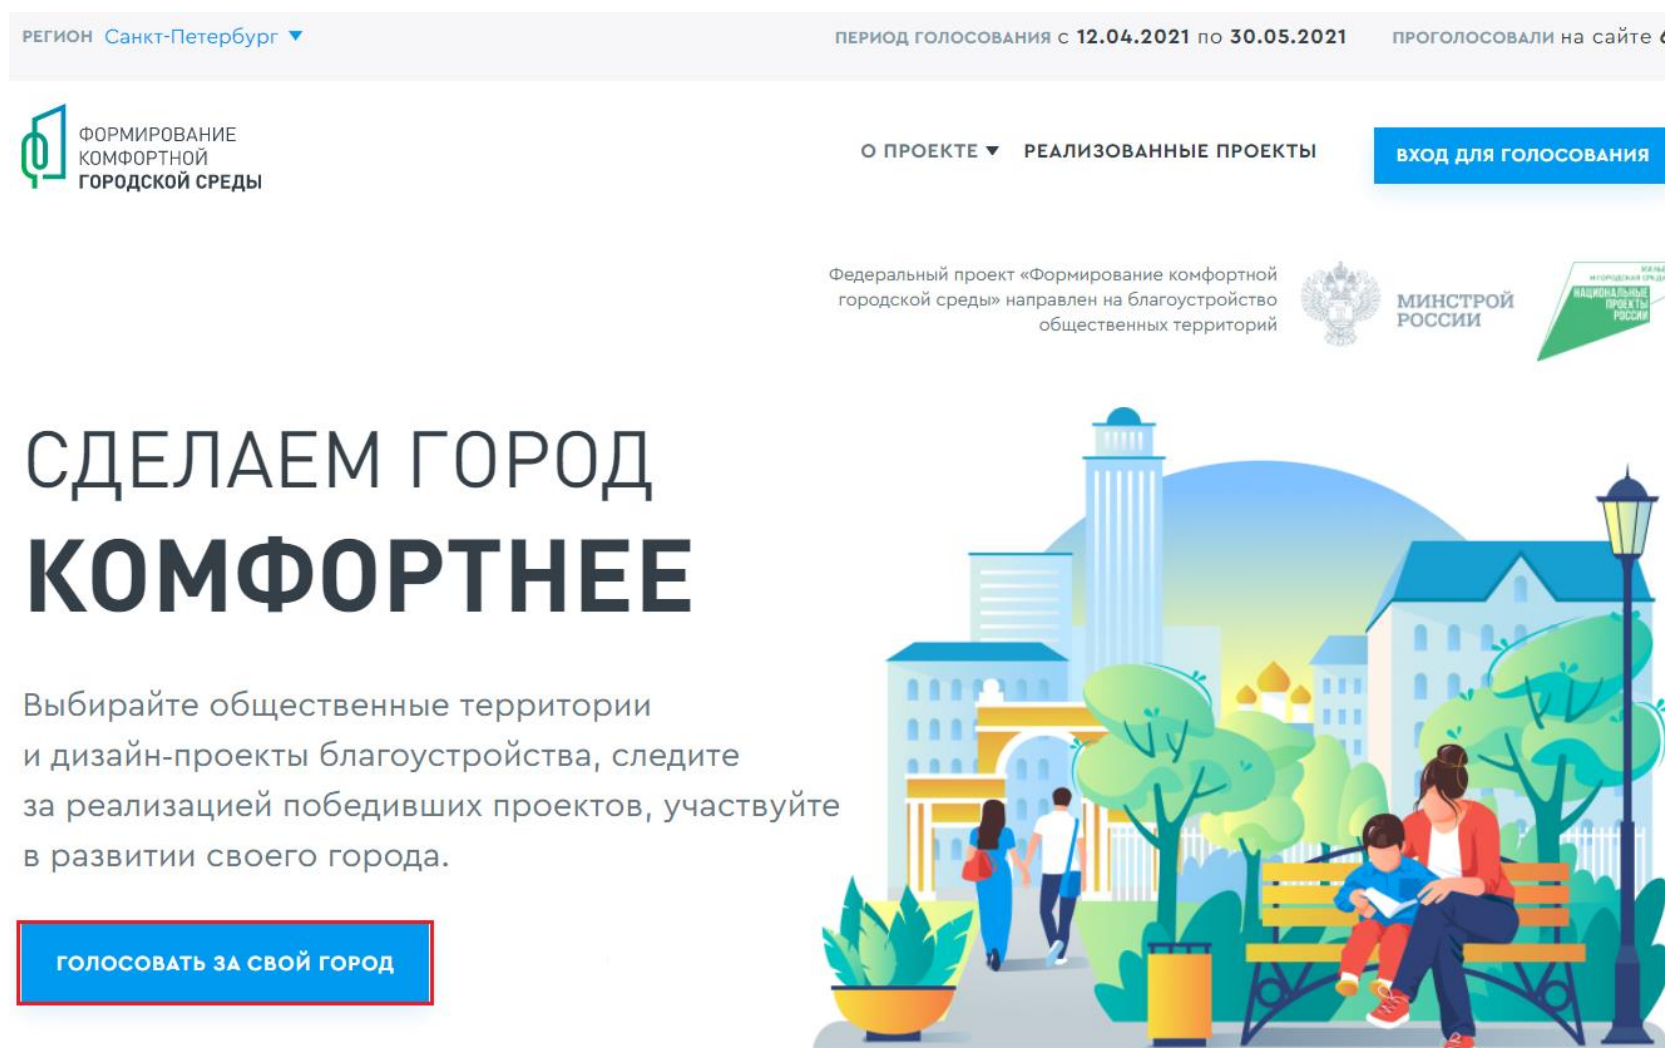 РЕГИОН Санкт-Петербург
ПЕРИОД ГОЛОСОВАНИЯ с 12.04.2021 по 30.05.2021
ПРОГОЛОСОВАЛИ на сайте
ФОРМИРОВАНИЕ
КОМФОРТНОЙ
ГОРОДСКОЙ СРЕДЫ
О ПРОЕКТЕ
РЕАЛИЗОВАННЫЕ ПРОЕКТЫ
ВХОД ДЛЯ ГОЛОСОВАНИЯ
Федеральный проект «Формирование комфортной
городской среды» направлен на благоустройство
общественных территорий
МИНСТРОЙ
РОССИИ
НАЦИОНАЛЬНЫЕ
ПРОЕКТЫ
РОССИИ
СДЕЛАЕМ ГОРОД
КОМФОРТНЕЕ
Выбирайте общественные территории
и дизайн-проекты благоустройства, следите
за реализацией победивших проектов, участвуйте
в развитии своего города.
ГОЛОСОВАТЬ ЗА СВОЙ ГОРОД